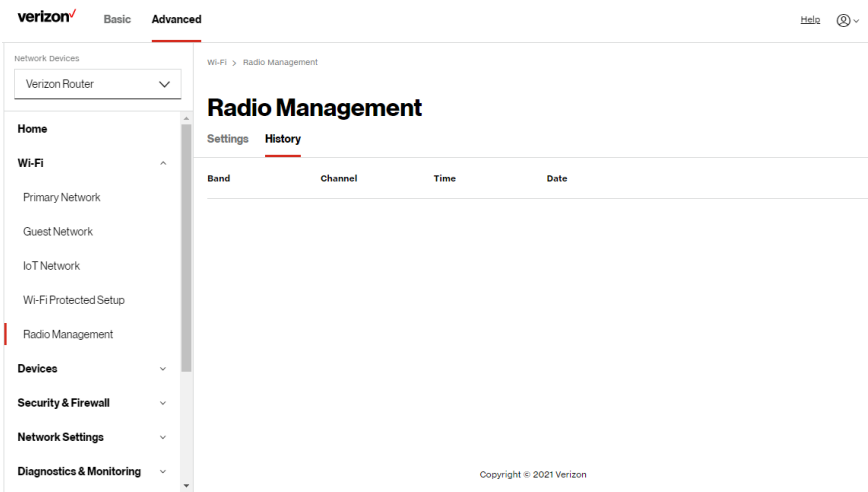 verizon
Basic
Advanced
Help
Network Devices
Verizon Router
Home
Wi-Fi
Primary Network
Guest Network
IoT Network
Wi-Fi Protected Setup
Radio Management
Devices
Security & Firewall
Network Settings
Diagnostics & Monitoring
Wi-Fi > Radio Management
Radio Management
Settings History
Band Channel Time Date
Copyright © 2021 Verizon